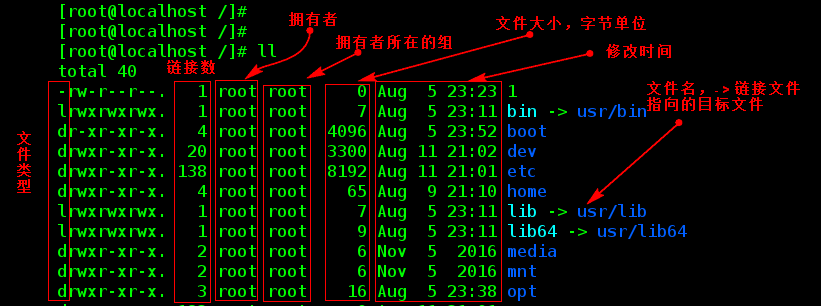 [root@localhost /]#
[root@localhost /]#
[root@localhost /]# ll
total 40
拥有者
拥有者所在的组
文件大小，字节单位
修改时间
链接数
文件名，-> 链接文件
指向的目标文件
文件类型
-rw-r--r--. 1 root root 0 Aug 5 23:23 1
lrwxrwxrwx. 1 root root 7 Aug 5 23:11 bin -> usr/bin
dr-xr-xr-x. 4 root root 4096 Aug 5 23:52 boot
drwxr-xr-x. 20 root root 3300 Aug 11 21:02 dev
drwxr-xr-x. 138 root root 8192 Aug 11 21:01 etc
drwxr-xr-x. 4 root root 65 Aug 9 21:10 home
lrwxrwxrwx. 1 root root 7 Aug 5 23:11 lib -> usr/lib
lrwxrwxrwx. 1 root root 9 Aug 5 23:11 lib64 -> usr/lib64
drwxr-xr-x. 2 root root 6 Nov 5 2016 media
drwxr-xr-x. 2 root root 6 Nov 5 2016 mnt
drwxr-xr-x. 3 root root 16 Aug 5 23:38 opt